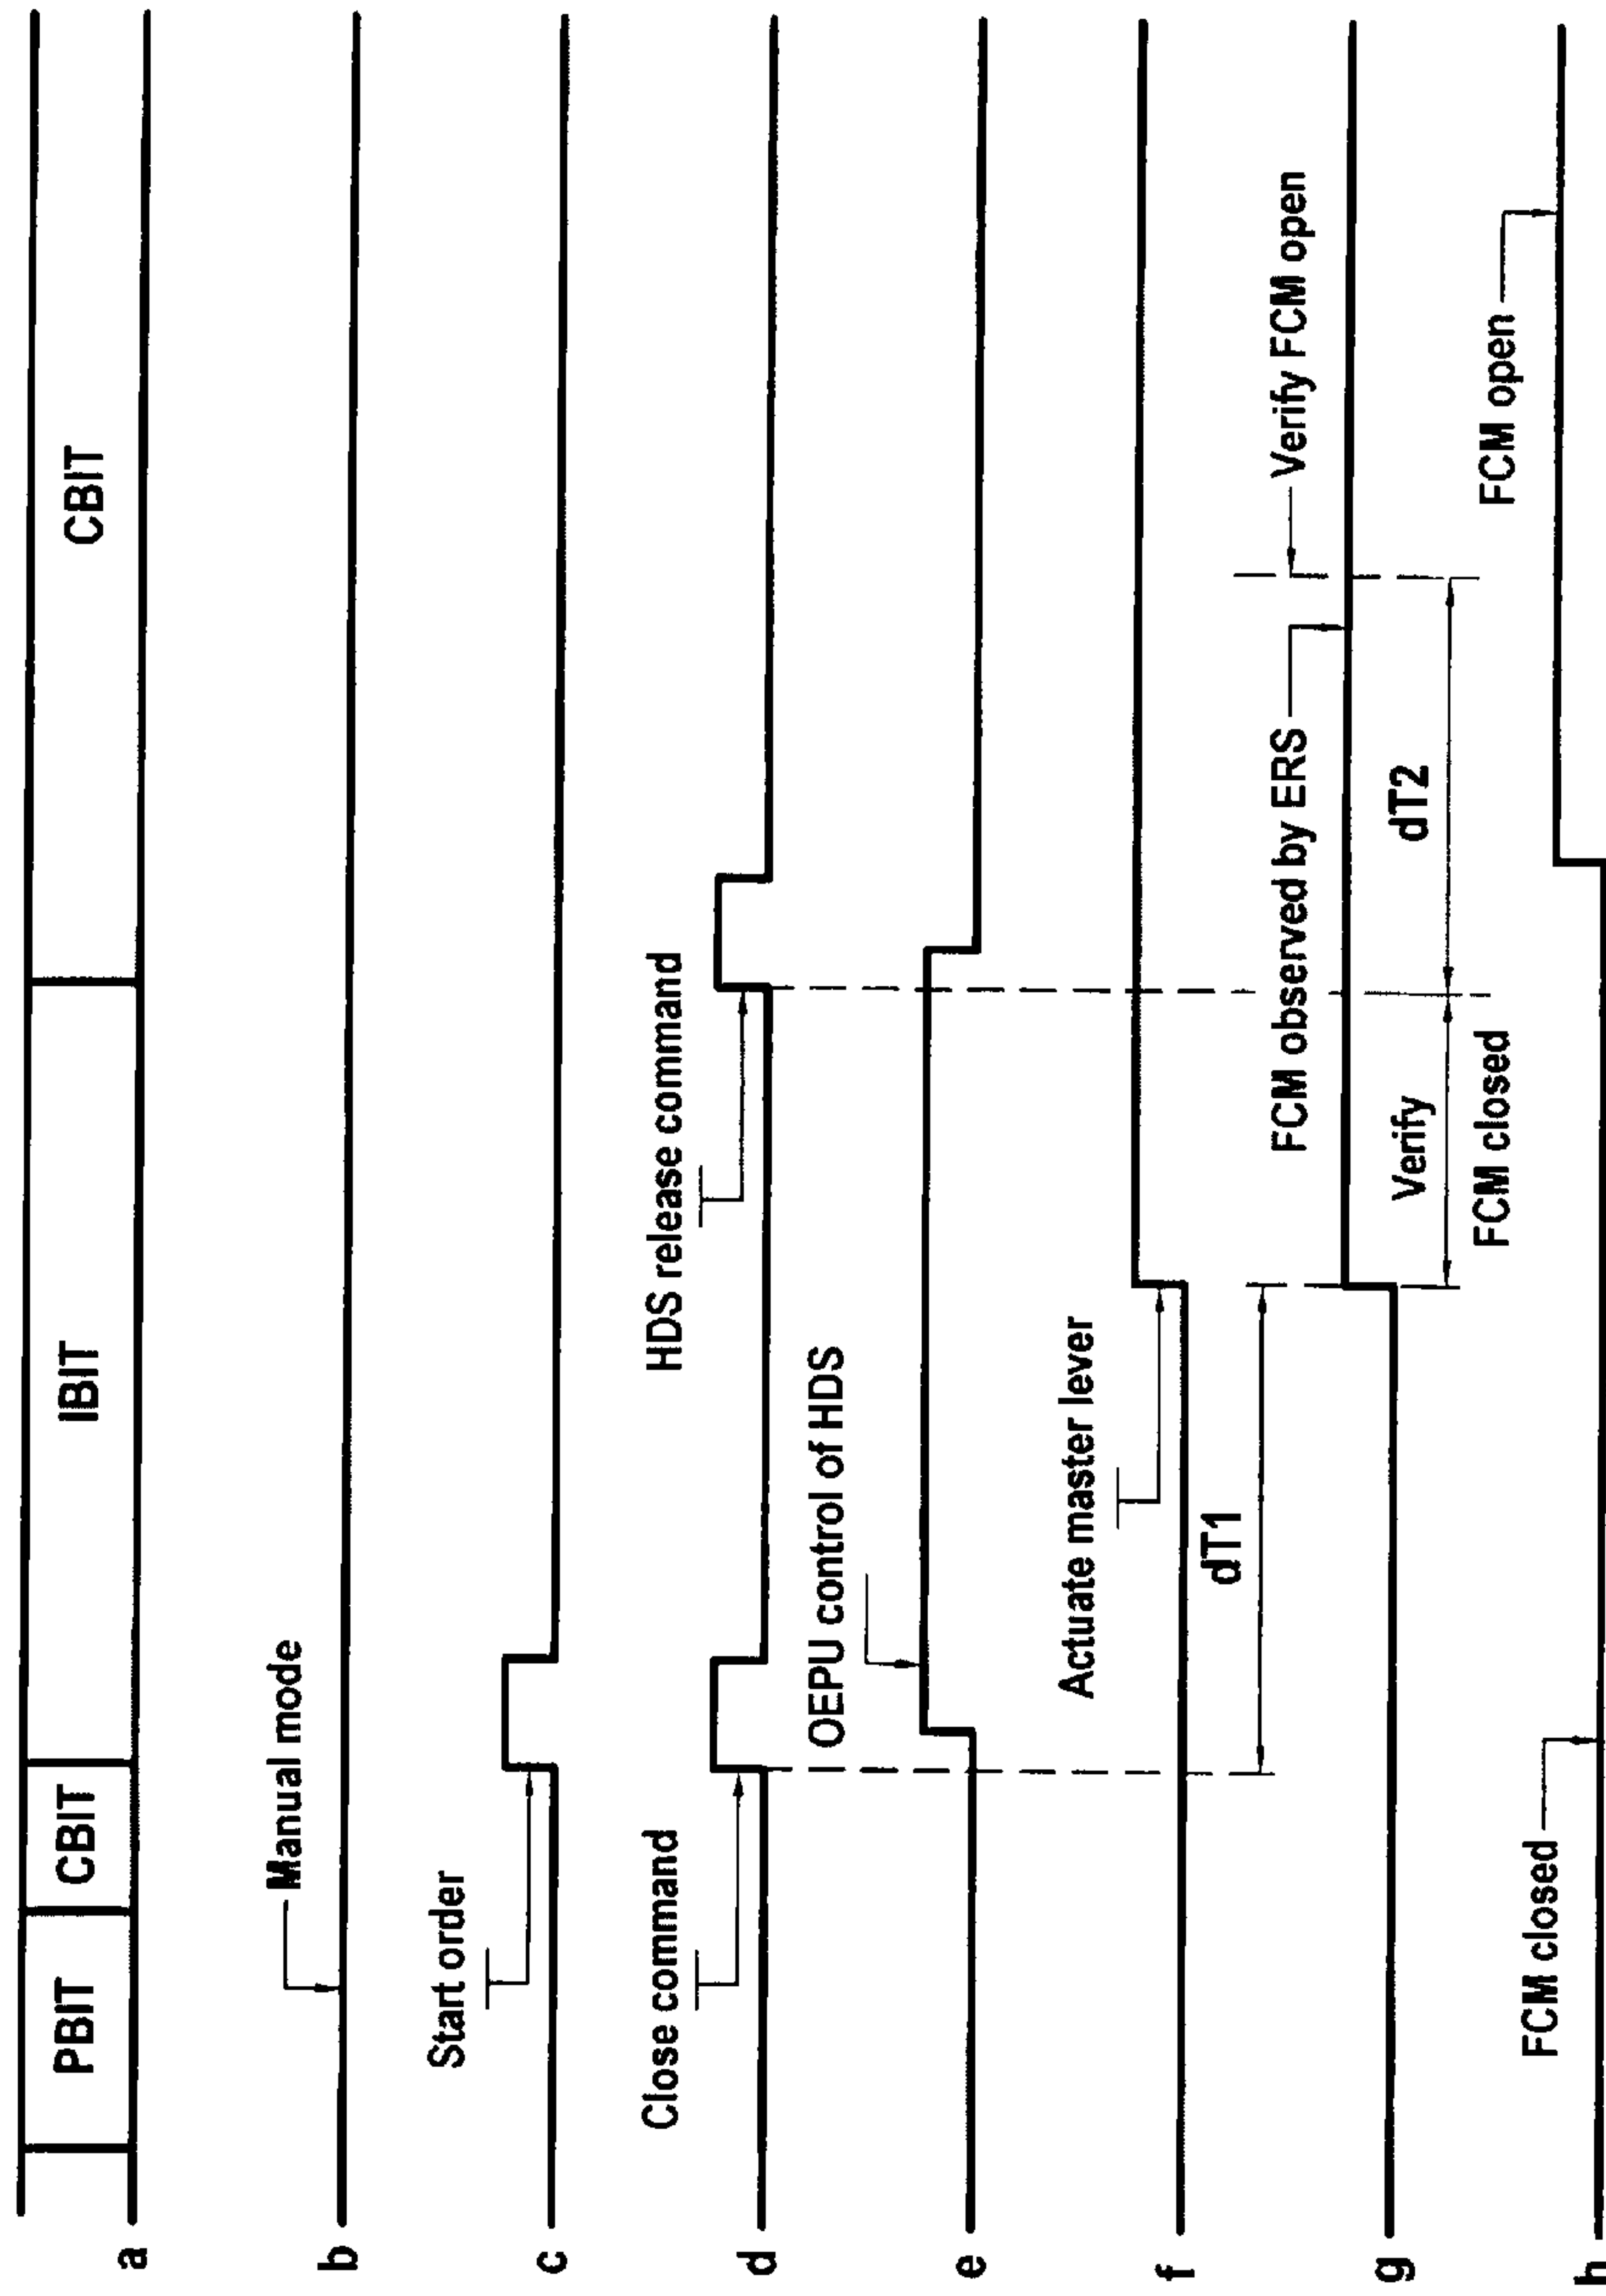 a
PBIT
CBIT
IBIT
CBIT
b
Manual mode
c
Start order
d
Close command
HDS release command
e
OEPU control of HDS
f
Actuate master lever
dT1
g
FCM observed by ERS
Verify FCM open
Verify
FCM closed
dT2
h
FCM closed
FCM open